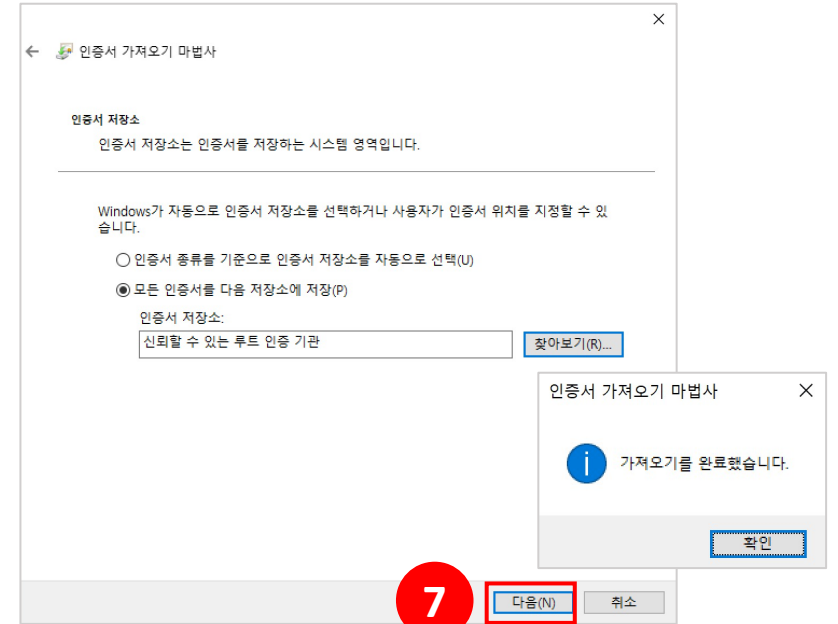 인증서 가져오기 마법사
인증서 저장소
인증서 저장소는 인증서를 저장하는 시스템 영역입니다.
Windows가 자동으로 인증서 저장소를 선택하거나 사용자가 인증서 위치를 지정할 수 있
습니다.
인증서 종류를 기준으로 인증서 저장소를 자동으로 선택(U)
모든 인증서를 다음 저장소에 저장(P)
인증서 저장소:
신뢰할 수 있는 루트 인증 기관
찾아보기(R)...
인증서 가져오기 마법사
가져오기를 완료했습니다.
확인
7
다음(N)
취소